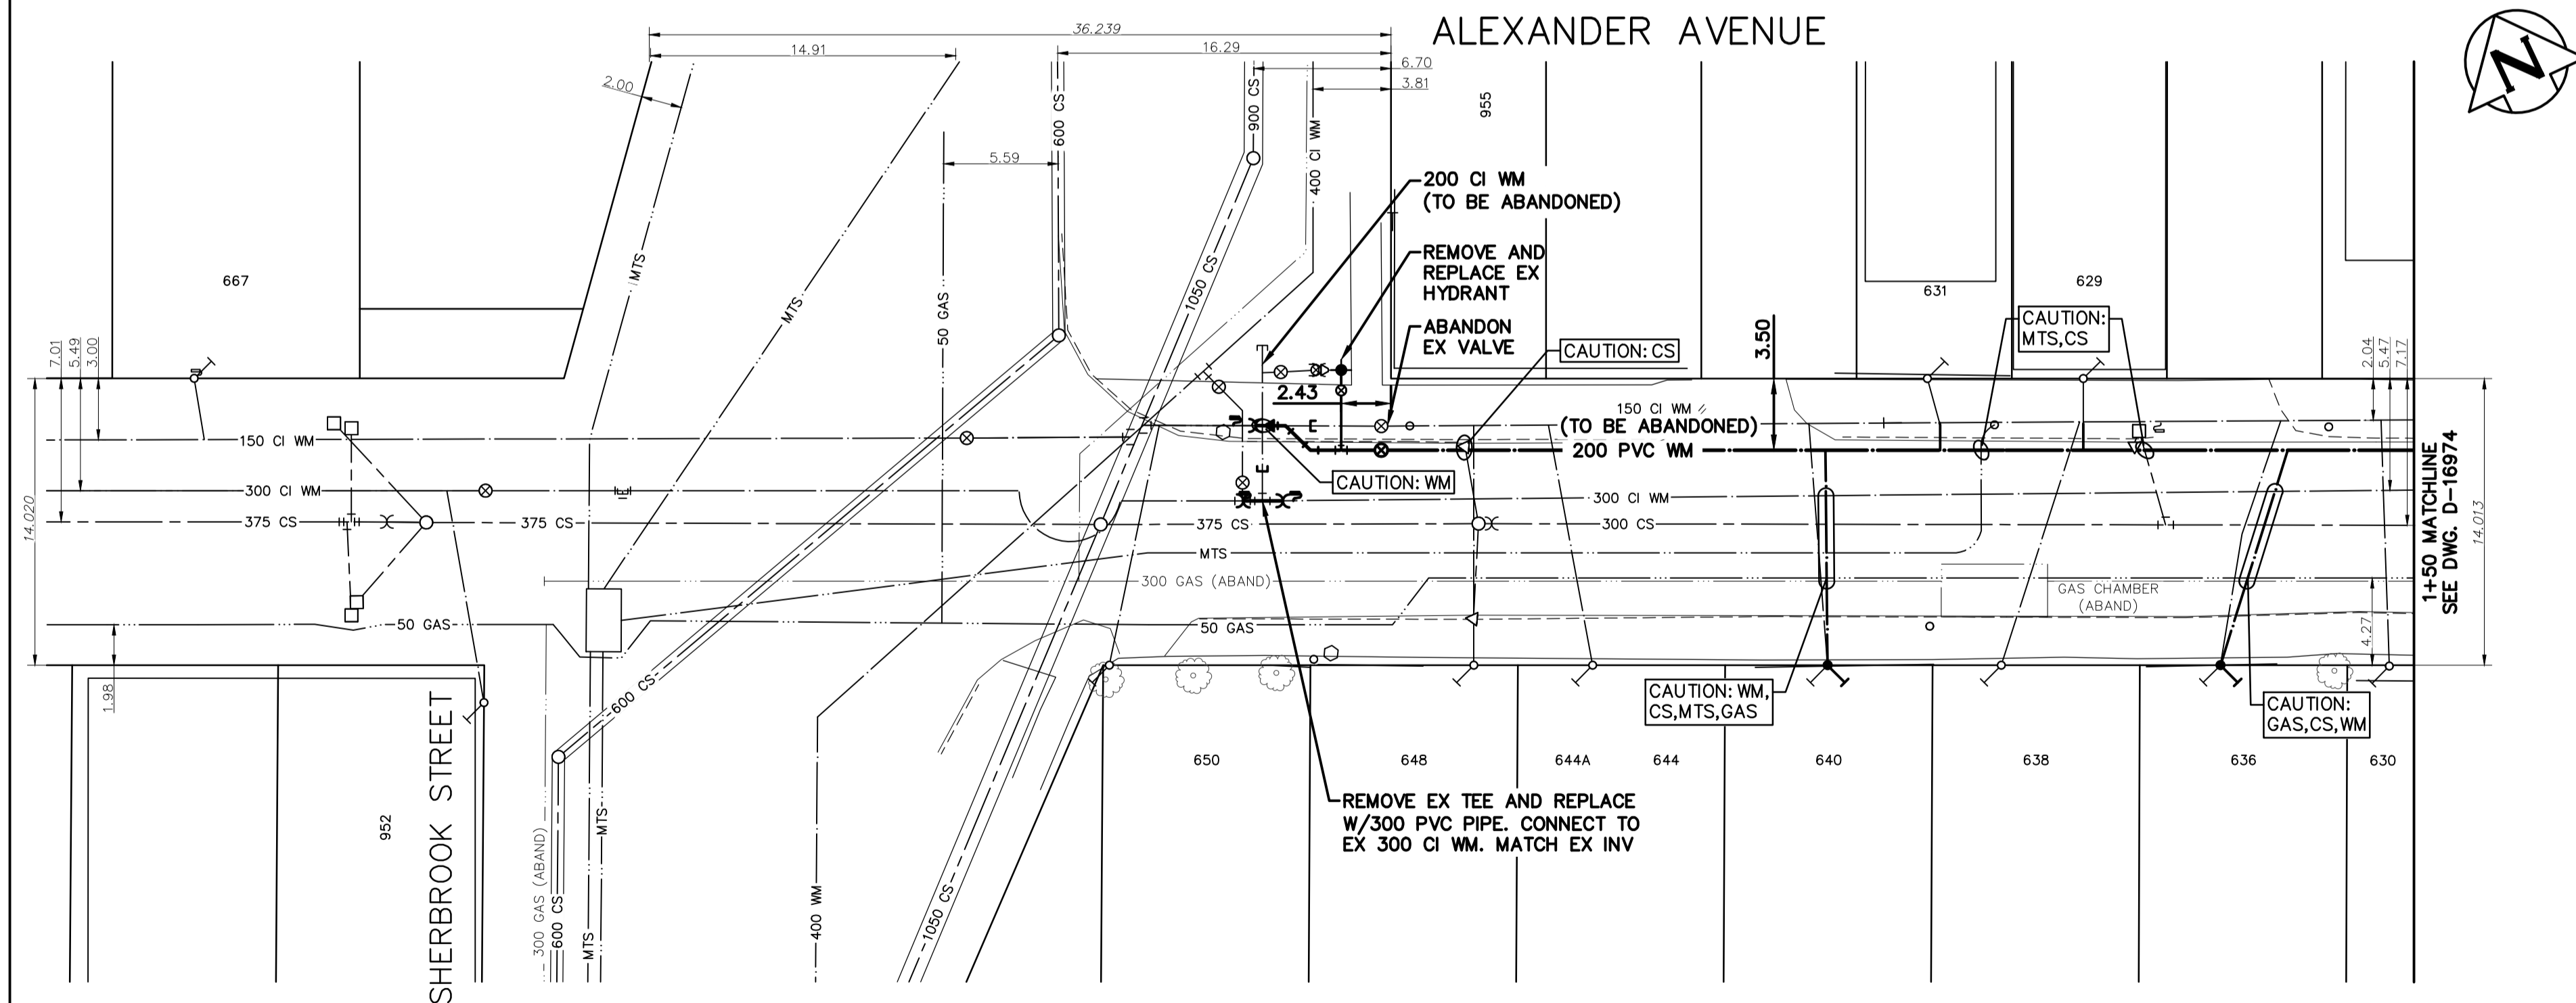 36.239
ALEXANDER AVENUE
14.91
16.29
6.70
3.81
2.00
N
600 CS
900 CS
400 CI WM
955
5.59
200 CI WM
(TO BE ABANDONED)
REMOVE AND
REPLACE EX
HYDRANT
ABANDON
EX VALVE
667
MTS
MTS
50 GAS
1050 CS
631
629
CAUTION:
MTS,CS
CAUTION: CS
3.50
7.01
5.49
3.00
2.04
5.47
7.17
2.43
150 CI WM
(TO BE ABANDONED)
200 PVC WM
E
150 CI WM
E
CAUTION: WM
300 CI WM
300 CI WM
375 CS
375 CS
375 CS
300 CS
14.020
14.013
1+50 MATCHLINE
SEE DWG. D-16974
MTS
300 GAS (ABAND)
GAS CHAMBER
(ABAND)
50 GAS
50 GAS
4.27
1.98
600 CS
CAUTION: WM,
CS,MTS,GAS
CAUTION:
GAS,CS,WM
650
648
644A
644
640
638
636
630
REMOVE EX TEE AND REPLACE
W/300 PVC PIPE. CONNECT TO
EX 300 CI WM. MATCH EX INV
952
SHERBROOK STREET
300 GAS (ABAND)
600 CS
MTS
MTS
400 WM
1050 CS